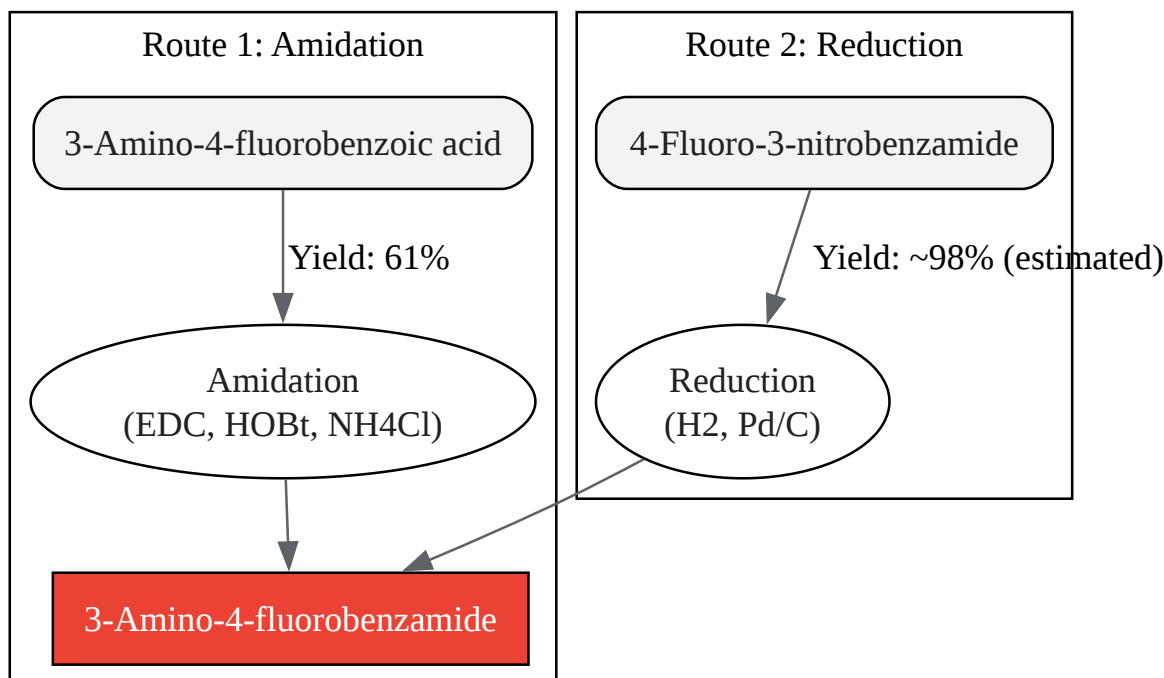 Route 1: Amidation
3-Amino-4-fluorobenzoic acid
Yield: 61%
Amidation
(EDC, HOBt, NH4Cl)
3-Amino-4-fluorobenzamide
Route 2: Reduction
4-Fluoro-3-nitrobenzamide
Yield: ~98% (estimated)
Reduction
(H2, Pd/C)